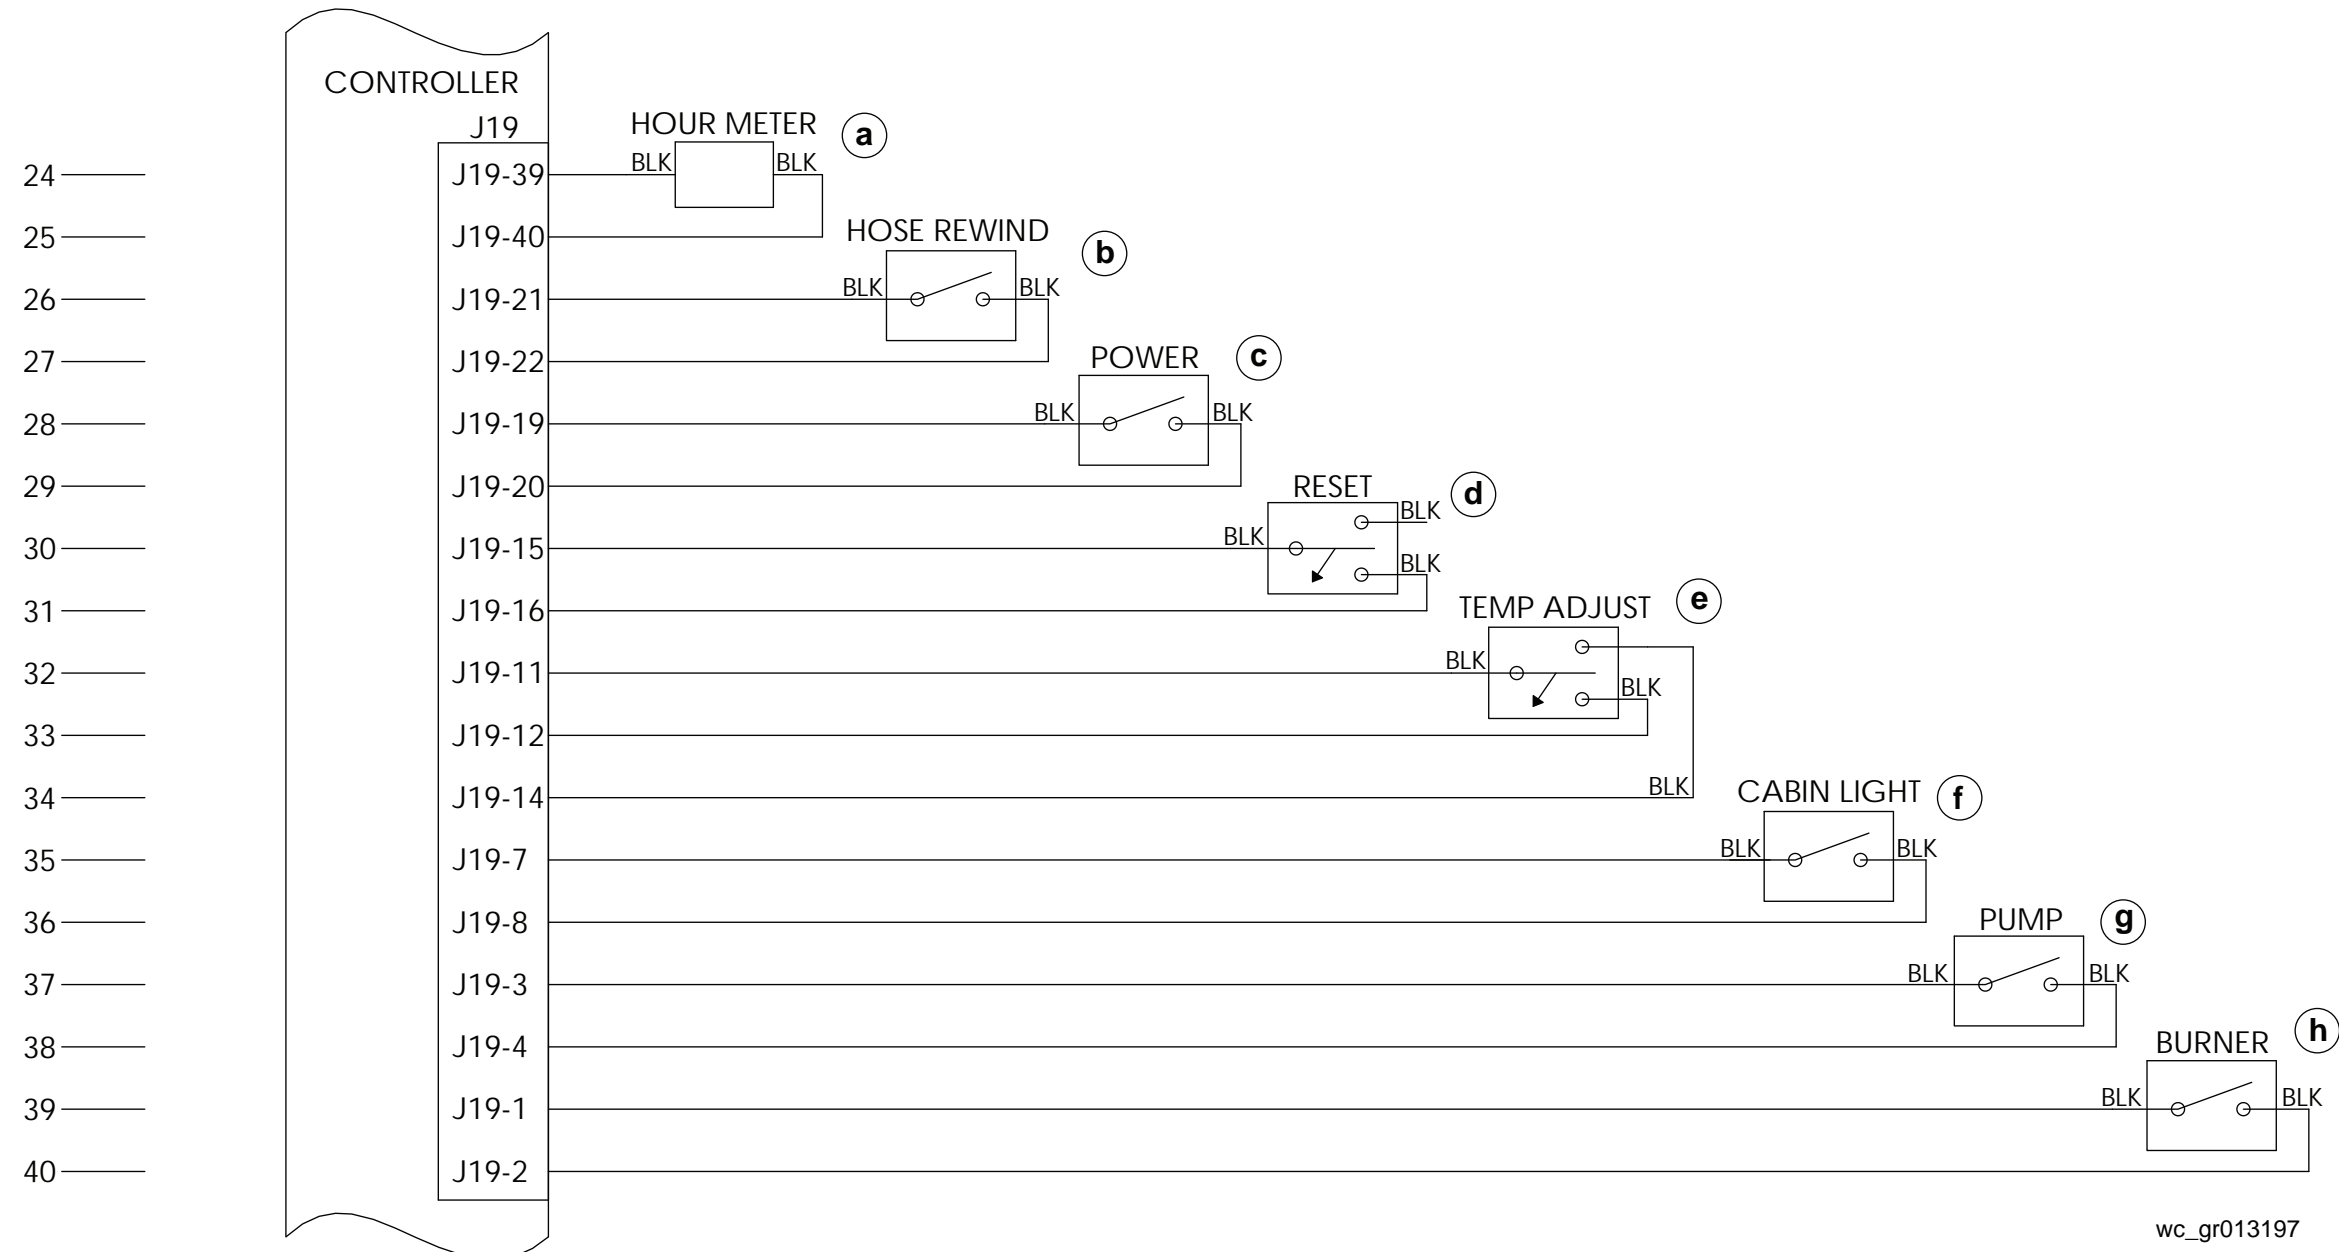 CONTROLLER
J19
HOUR METER a
24 J19-39 BLK BLK
25 J19-40
HOSE REWIND b
26 J19-21 BLK BLK
27 J19-22
POWER c
28 J19-19 BLK BLK
29 J19-20
RESET d
BLK
30 J19-15 BLK
BLK
31 J19-16
TEMP ADJUST e
32 J19-11 BLK
BLK
33 J19-12
34 J19-14 BLK
CABIN LIGHT f
35 J19-7 BLK BLK
36 J19-8
PUMP g
37 J19-3 BLK BLK
38 J19-4
BURNER h
39 J19-1 BLK BLK
40 J19-2
wc_gr013197